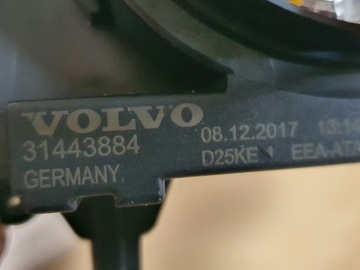 VOLVO
31443884
GERMANY
08.12.2017
D25KE 1